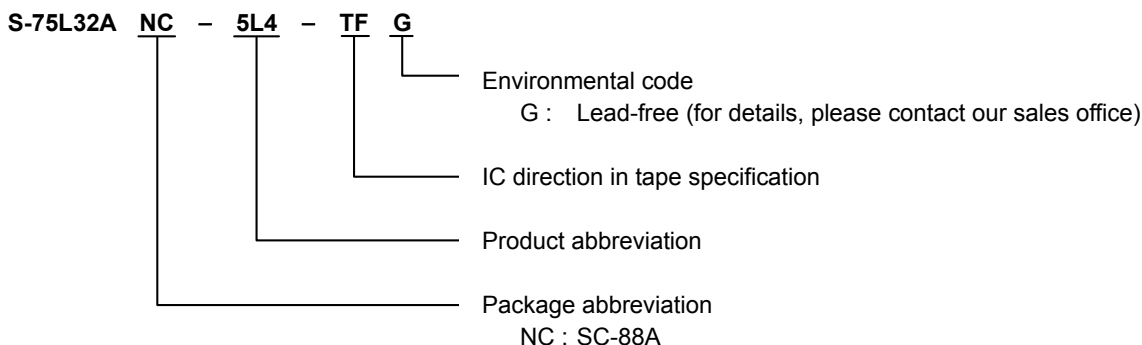 S-75L32A NC – 5L4 – TF G
Environmental code
G : Lead-free (for details, please contact our sales office)
IC direction in tape specification
Product abbreviation
Package abbreviation
NC : SC-88A